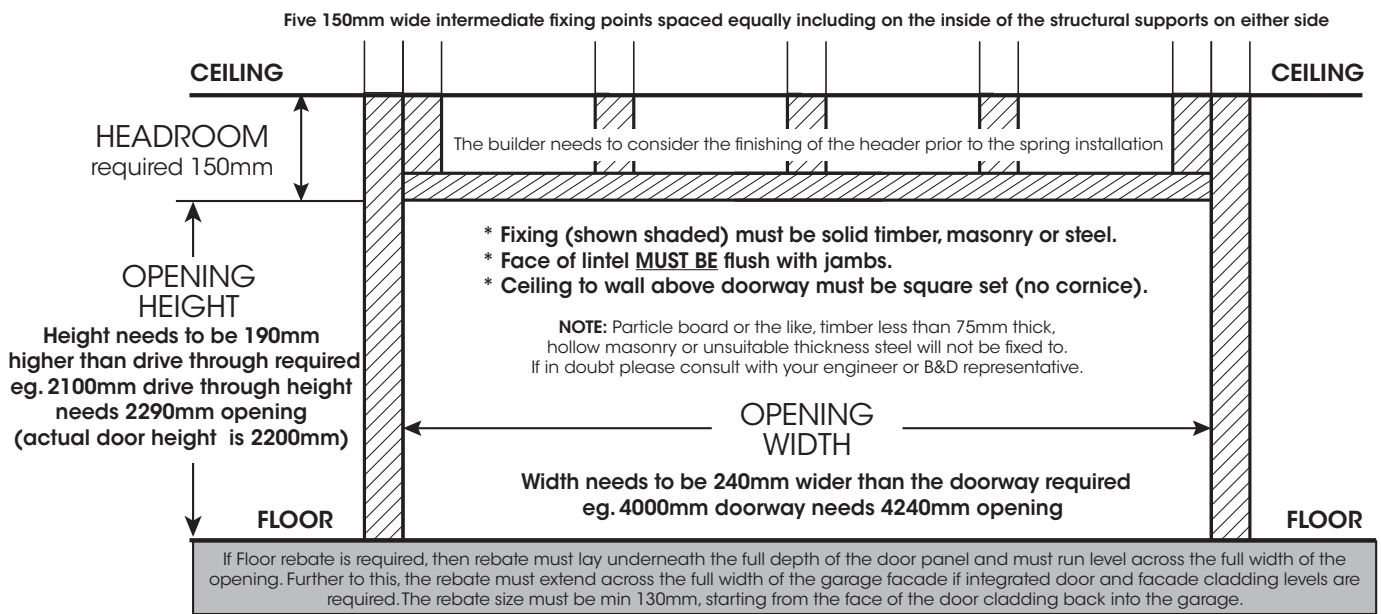 Five 150mm wide intermediate fixing points spaced equally including on the inside of the structural supports on either side
CEILING
CEILING
HEADROOM
required 150mm
The builder needs to consider the finishing of the header prior to the spring installation
* Fixing (shown shaded) must be solid timber, masonry or steel.
* Face of lintel MUST BE flush with jambs.
* Ceiling to wall above doorway must be square set (no cornice).
OPENING
HEIGHT
Height needs to be 190mm
higher than drive through required
eg. 2100mm drive through height
needs 2290mm opening
(actual door height is 2200mm)
NOTE: Particle board or the like, timber less than 75mm thick,
hollow masonry or unsuitable thickness steel will not be fixed to.
If in doubt please consult with your engineer or B&D representative.
OPENING
WIDTH
Width needs to be 240mm wider than the doorway required
eg. 4000mm doorway needs 4240mm opening
FLOOR
FLOOR
If Floor rebate is required, then rebate must lay underneath the full depth of the door panel and must run level across the full width of the
opening. Further to this, the rebate must extend across the full width of the garage facade if integrated door and facade cladding levels are
required. The rebate size must be min 130mm, starting from the face of the door cladding back into the garage.